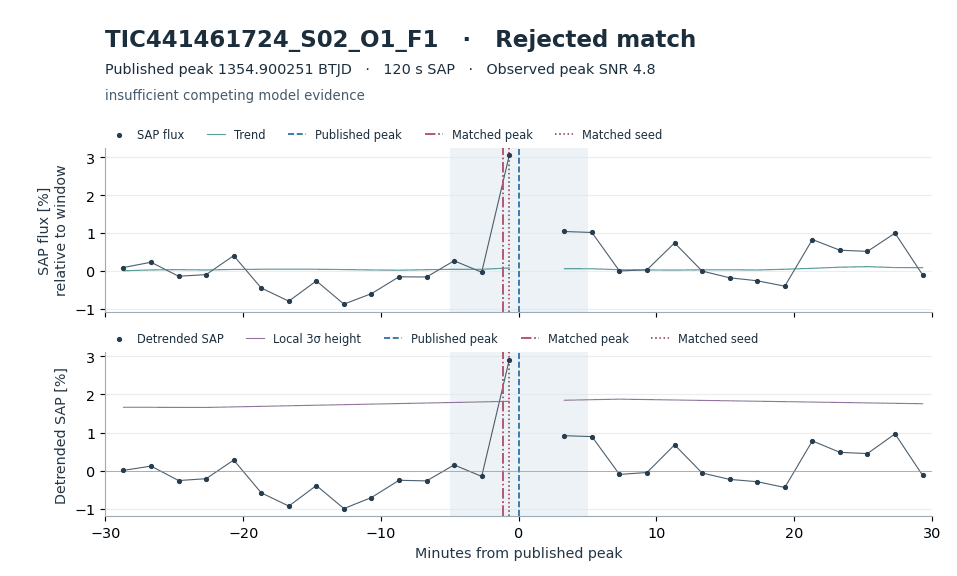 TIC441461724_S02_O1_F1 · Rejected match
Published peak 1354.900251 BTJD · 120 s SAP · Observed peak SNR 4.8
insufficient competing model evidence
SAP flux Trend Published peak Matched peak Matched seed
SAP flux [%]
relative to window
3
2
1
0
−1
Detrended SAP Local 3σ height Published peak Matched peak Matched seed
Detrended SAP [%]
3
2
1
0
−1
−30 −20 −10 0 10 20 30
Minutes from published peak